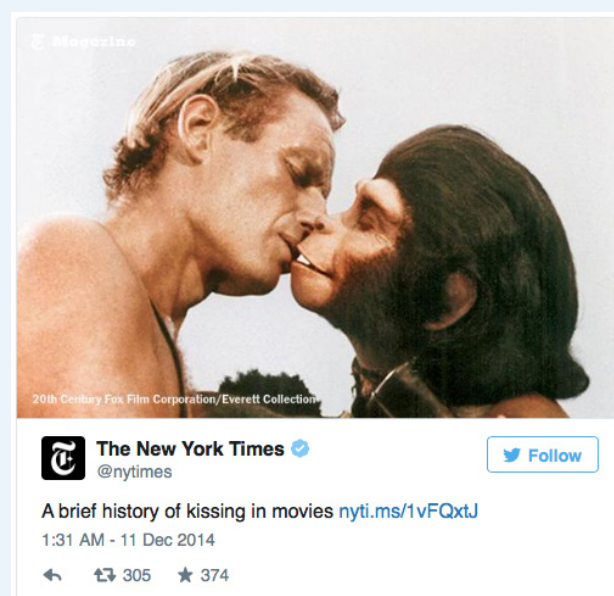 Magazine
20th Century Fox Film Corporation/Everett Collection
The New York Times
@nytimes
Follow
A brief history of kissing in movies nyti.ms/1vFQxtJ
1:31 AM - 11 Dec 2014
305 374